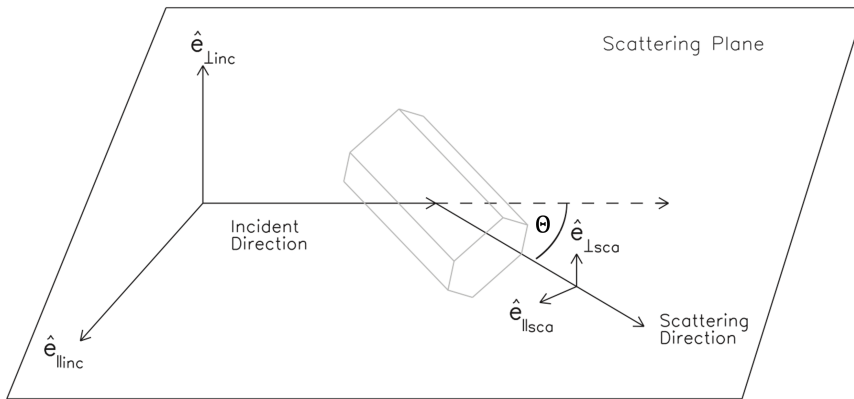 ê⊥inc
Scattering Plane
Incident
Direction
Θ
ê⊥sca
ê∥sca
Scattering
Direction
ê∥inc